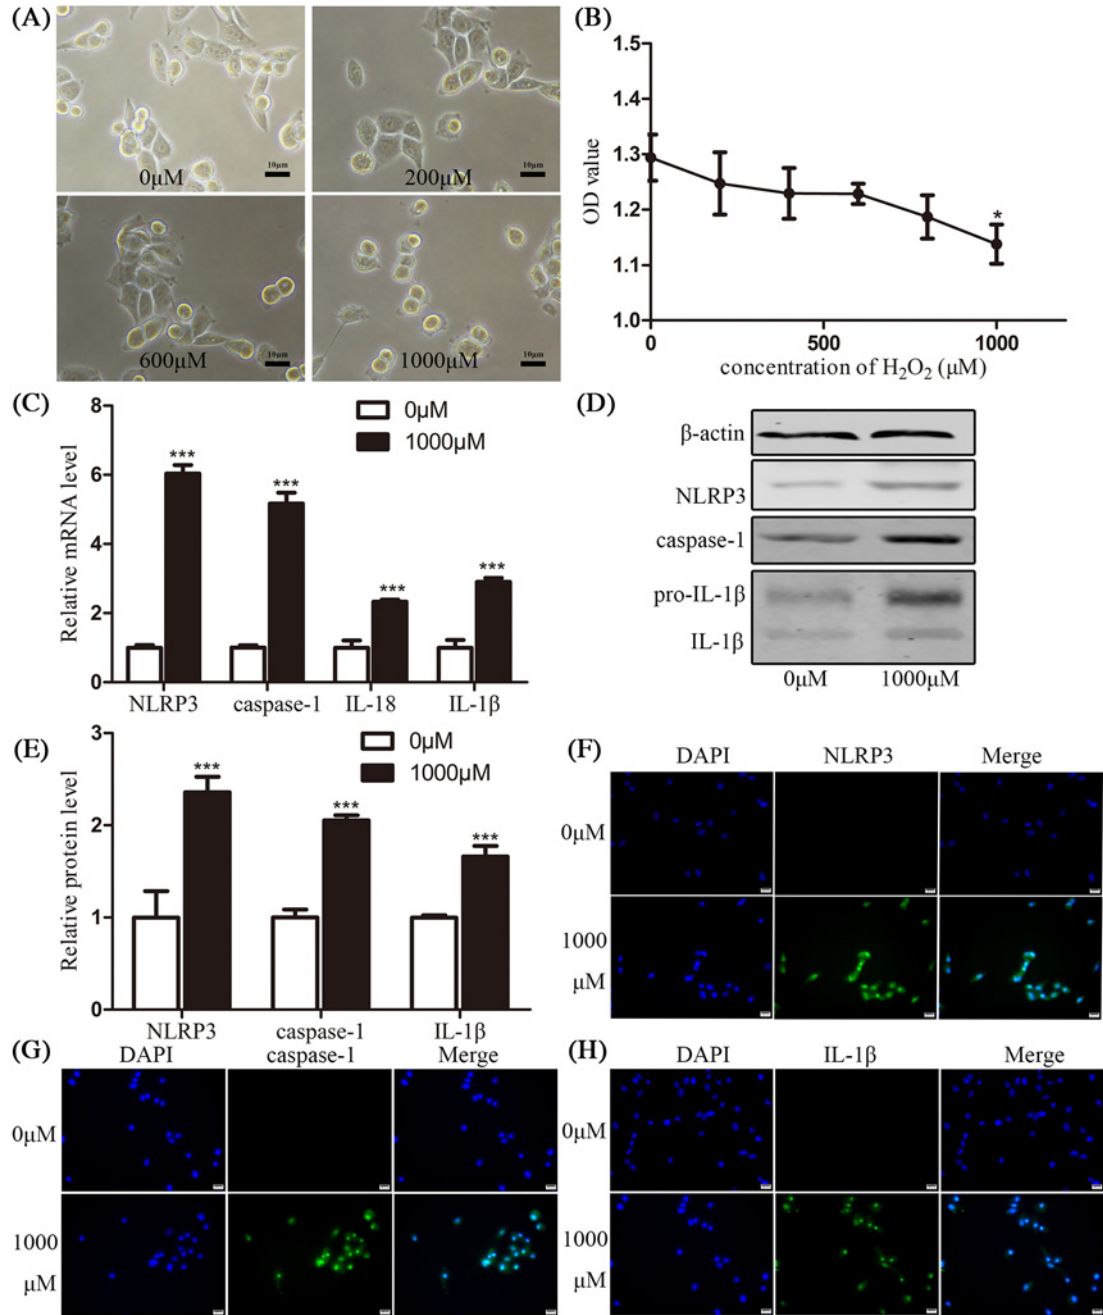 (A)
0μM
10μm
200μM
10μm
600μM
10μm
1000μM
10μm
(B)
OD value
1.5
1.4
1.3
1.2
1.1
1.0
*
0
500
1000
concentration of H₂O₂ (μM)
(C)
Relative mRNA level
8
6
4
2
0
0μM
1000μM
***
***
***
***
NLRP3
caspase-1
IL-18
IL-1β
(D)
β-actin
NLRP3
caspase-1
pro-IL-1β
IL-1β
0μM
1000μM
(E)
Relative protein level
3
2
1
0
0μM
1000μM
***
***
***
NLRP3
caspase-1
IL-1β
(F)
DAPI
NLRP3
Merge
0μM
1000
μM
(G)
DAPI
caspase-1
Merge
0μM
1000
μM
(H)
DAPI
IL-1β
Merge
0μM
1000
μM